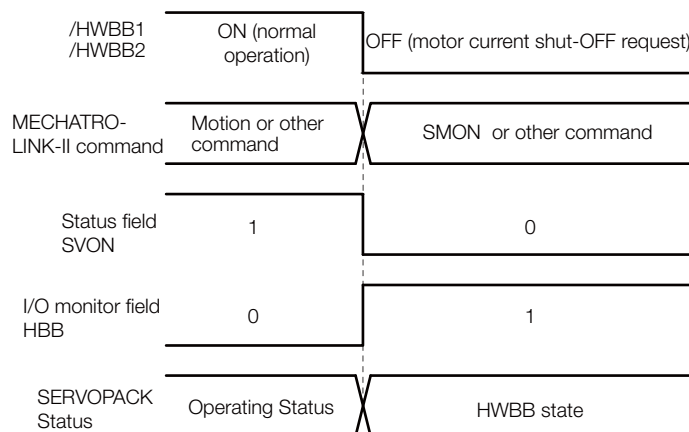 /HWBB1
/HWBB2
ON (normal
operation)
OFF (motor current shut-OFF request)
MECHATRO-
LINK-II command
Motion or other
command
SMON or other command
Status field
SVON
1
0
I/O monitor field
HBB
0
1
SERVOPACK
Status
Operating Status
HWBB state